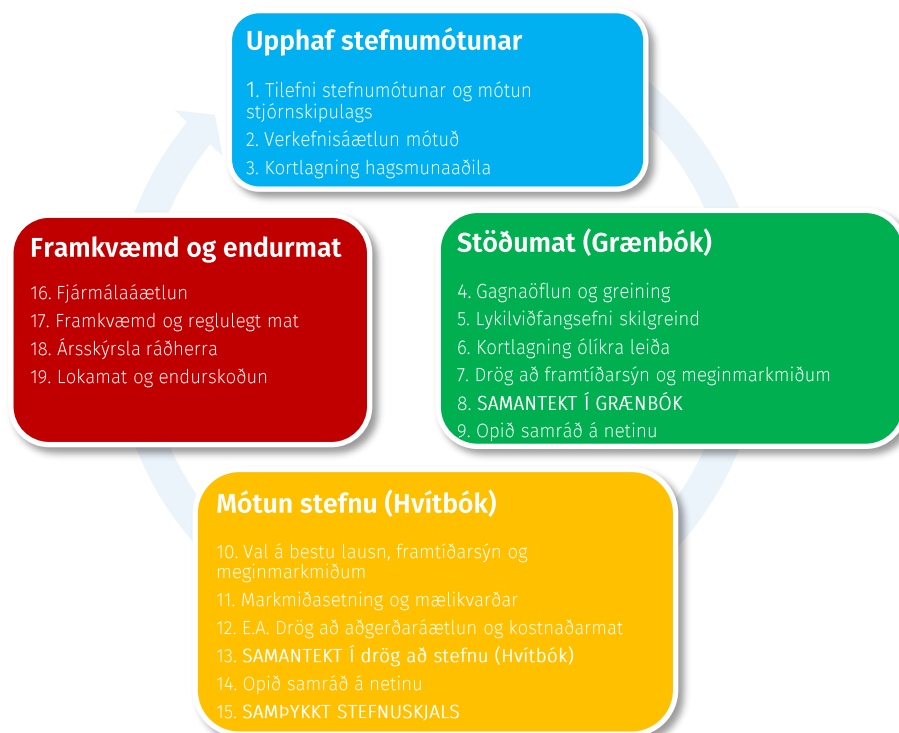 Upphaf stefnumótunar
1. Tilefni stefnumótunar og mótun
stjórnskipulags
2. Verkefnisáætlun mótuð
3. Kortlagning hagsmunaaðila
Stöðumat (Grænbók)
4. Gagnaöflun og greining
5. Lykilviðfangsefni skilgreind
6. Kortlagning ólíkra leiða
7. Drög að framtíðarsýn og meginmarkmiðum
8. SAMANTEKT Í GRÆNBÓK
9. Opið samráð á netinu
Mótun stefnu (Hvítbók)
10. Val á bestu lausn, framtíðarsýn og
meginmarkmiðum
11. Markmiðasetning og mælikvarðar
12. E.A. Drög að aðgerðaráætlun og kostnaðarmat
13. SAMANTEKT Í drög að stefnu (Hvítbók)
14. Opið samráð á netinu
15. SAMÞYKKT STEFNUSKJALS
Framkvæmd og endurmat
16. Fjármálaáætlun
17. Framkvæmd og reglulegt mat
18. Ársskýrsla ráðherra
19. Lokamat og endurskoðun